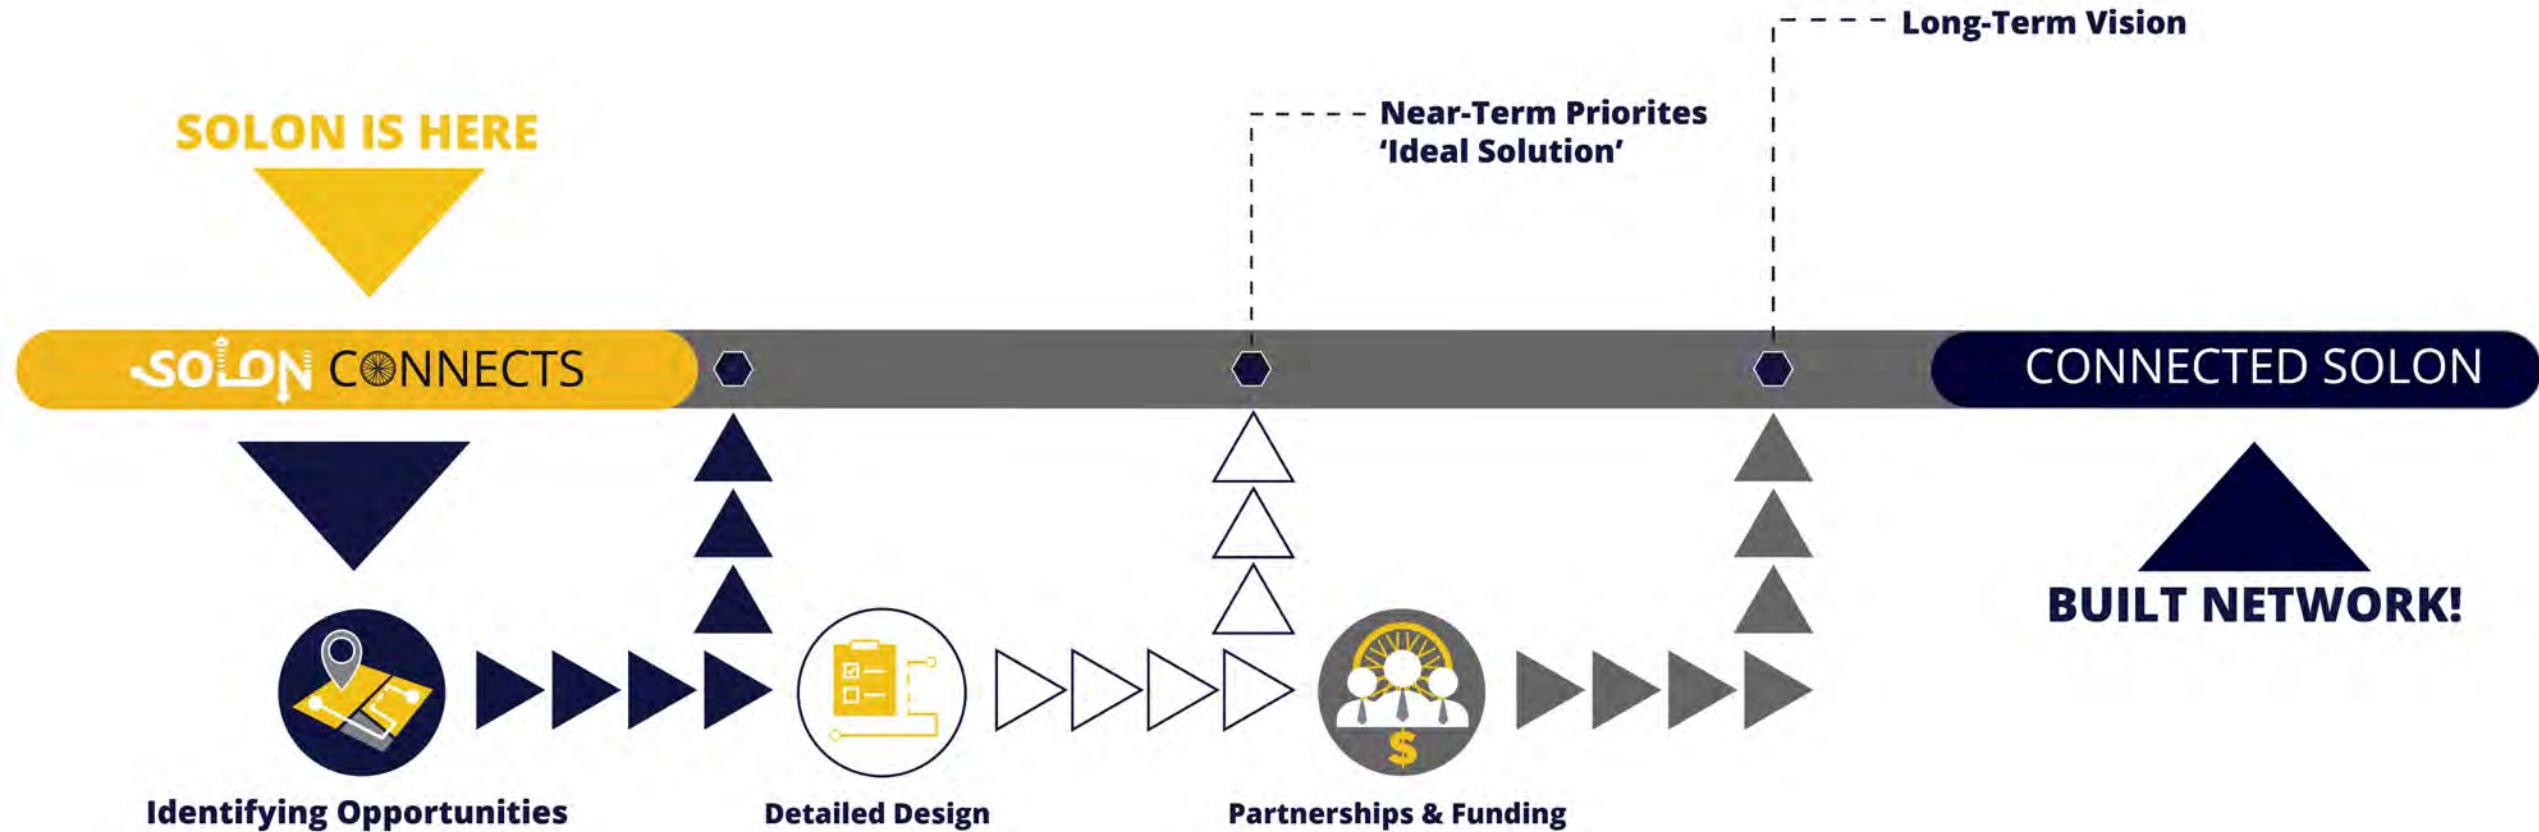 Long-Term Vision
Near-Term Priorites
‘Ideal Solution’
SOLON IS HERE
SOLON CONNECTS
CONNECTED SOLON
BUILT NETWORK!
$
Identifying Opportunities
Detailed Design
Partnerships & Funding